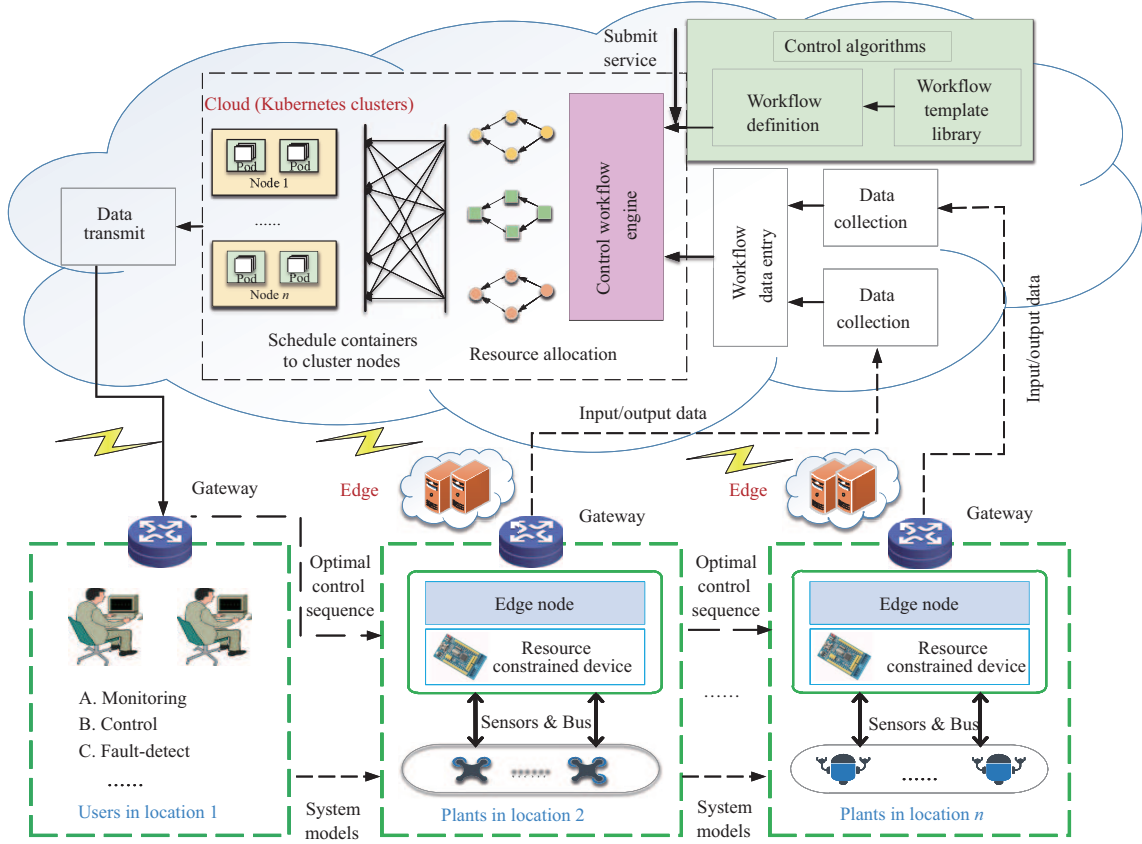 Submit
service
Control algorithms
Workflow
definition
Workflow
template
library
Cloud (Kubernetes clusters)
Pod
Pod
Node 1
......
Pod
Pod
Node n
Schedule containers
to cluster nodes
Resource allocation
Control workflow
engine
Workflow
data entry
Data
collection
Data
collection
Data
transmit
Input/output data
Input/output data
Gateway
Edge
Gateway
Edge
Gateway
Optimal
control
sequence
Optimal
control
sequence
Edge node
Resource
constrained device
Edge node
Resource
constrained device
A. Monitoring
B. Control
C. Fault-detect
......
Users in location 1
Sensors & Bus
......
Plants in location 2
......
Sensors & Bus
......
Plants in location n
System
models
System
models